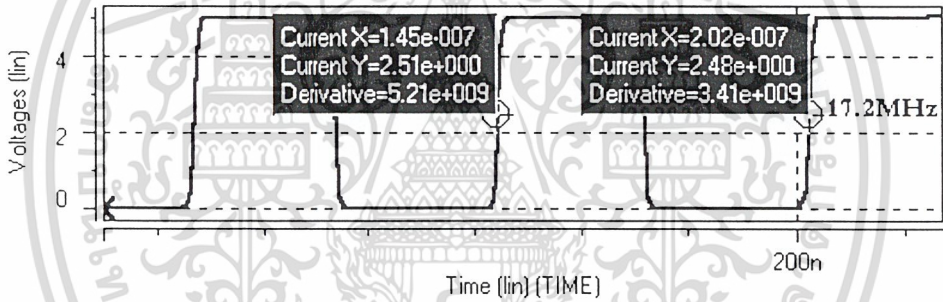 Voltages (lin)
4
2
0
Current X=1.45e-007
Current Y=2.51e+000
Derivative=5.21e+009
Current X=2.02e-007
Current Y=2.48e+000
Derivative=3.41e+009
17.2MHz
200n
Time (lin) (TIME)